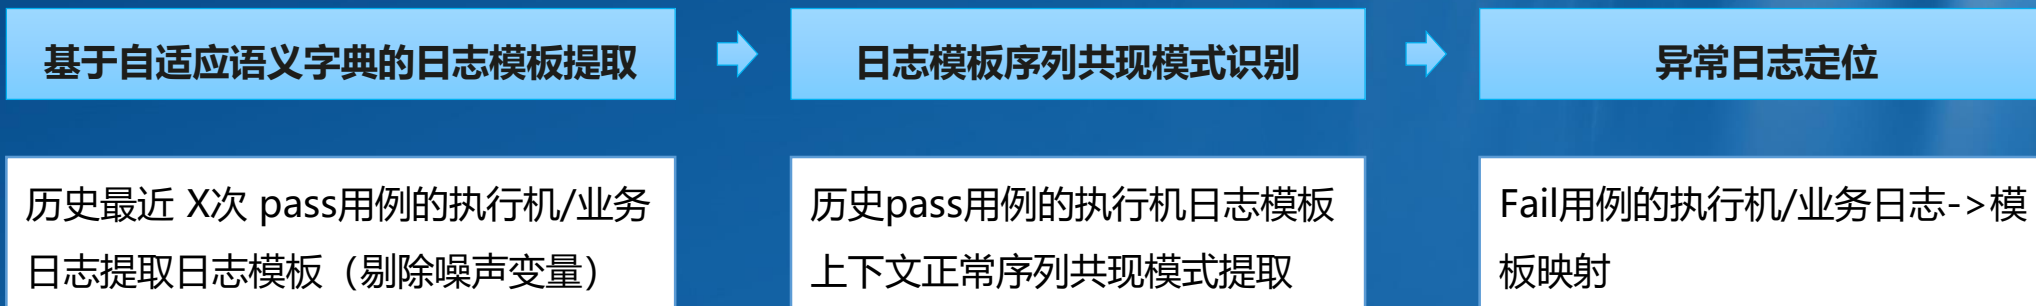 基于自适应语义字典的日志模板提取
日志模板序列共现模式识别
异常日志定位
历史最近 X次 pass用例的执行机/业务
日志提取日志模板（剔除噪声变量）
历史pass用例的执行机日志模板
上下文正常序列共现模式提取
Fail用例的执行机/业务日志->模
板映射